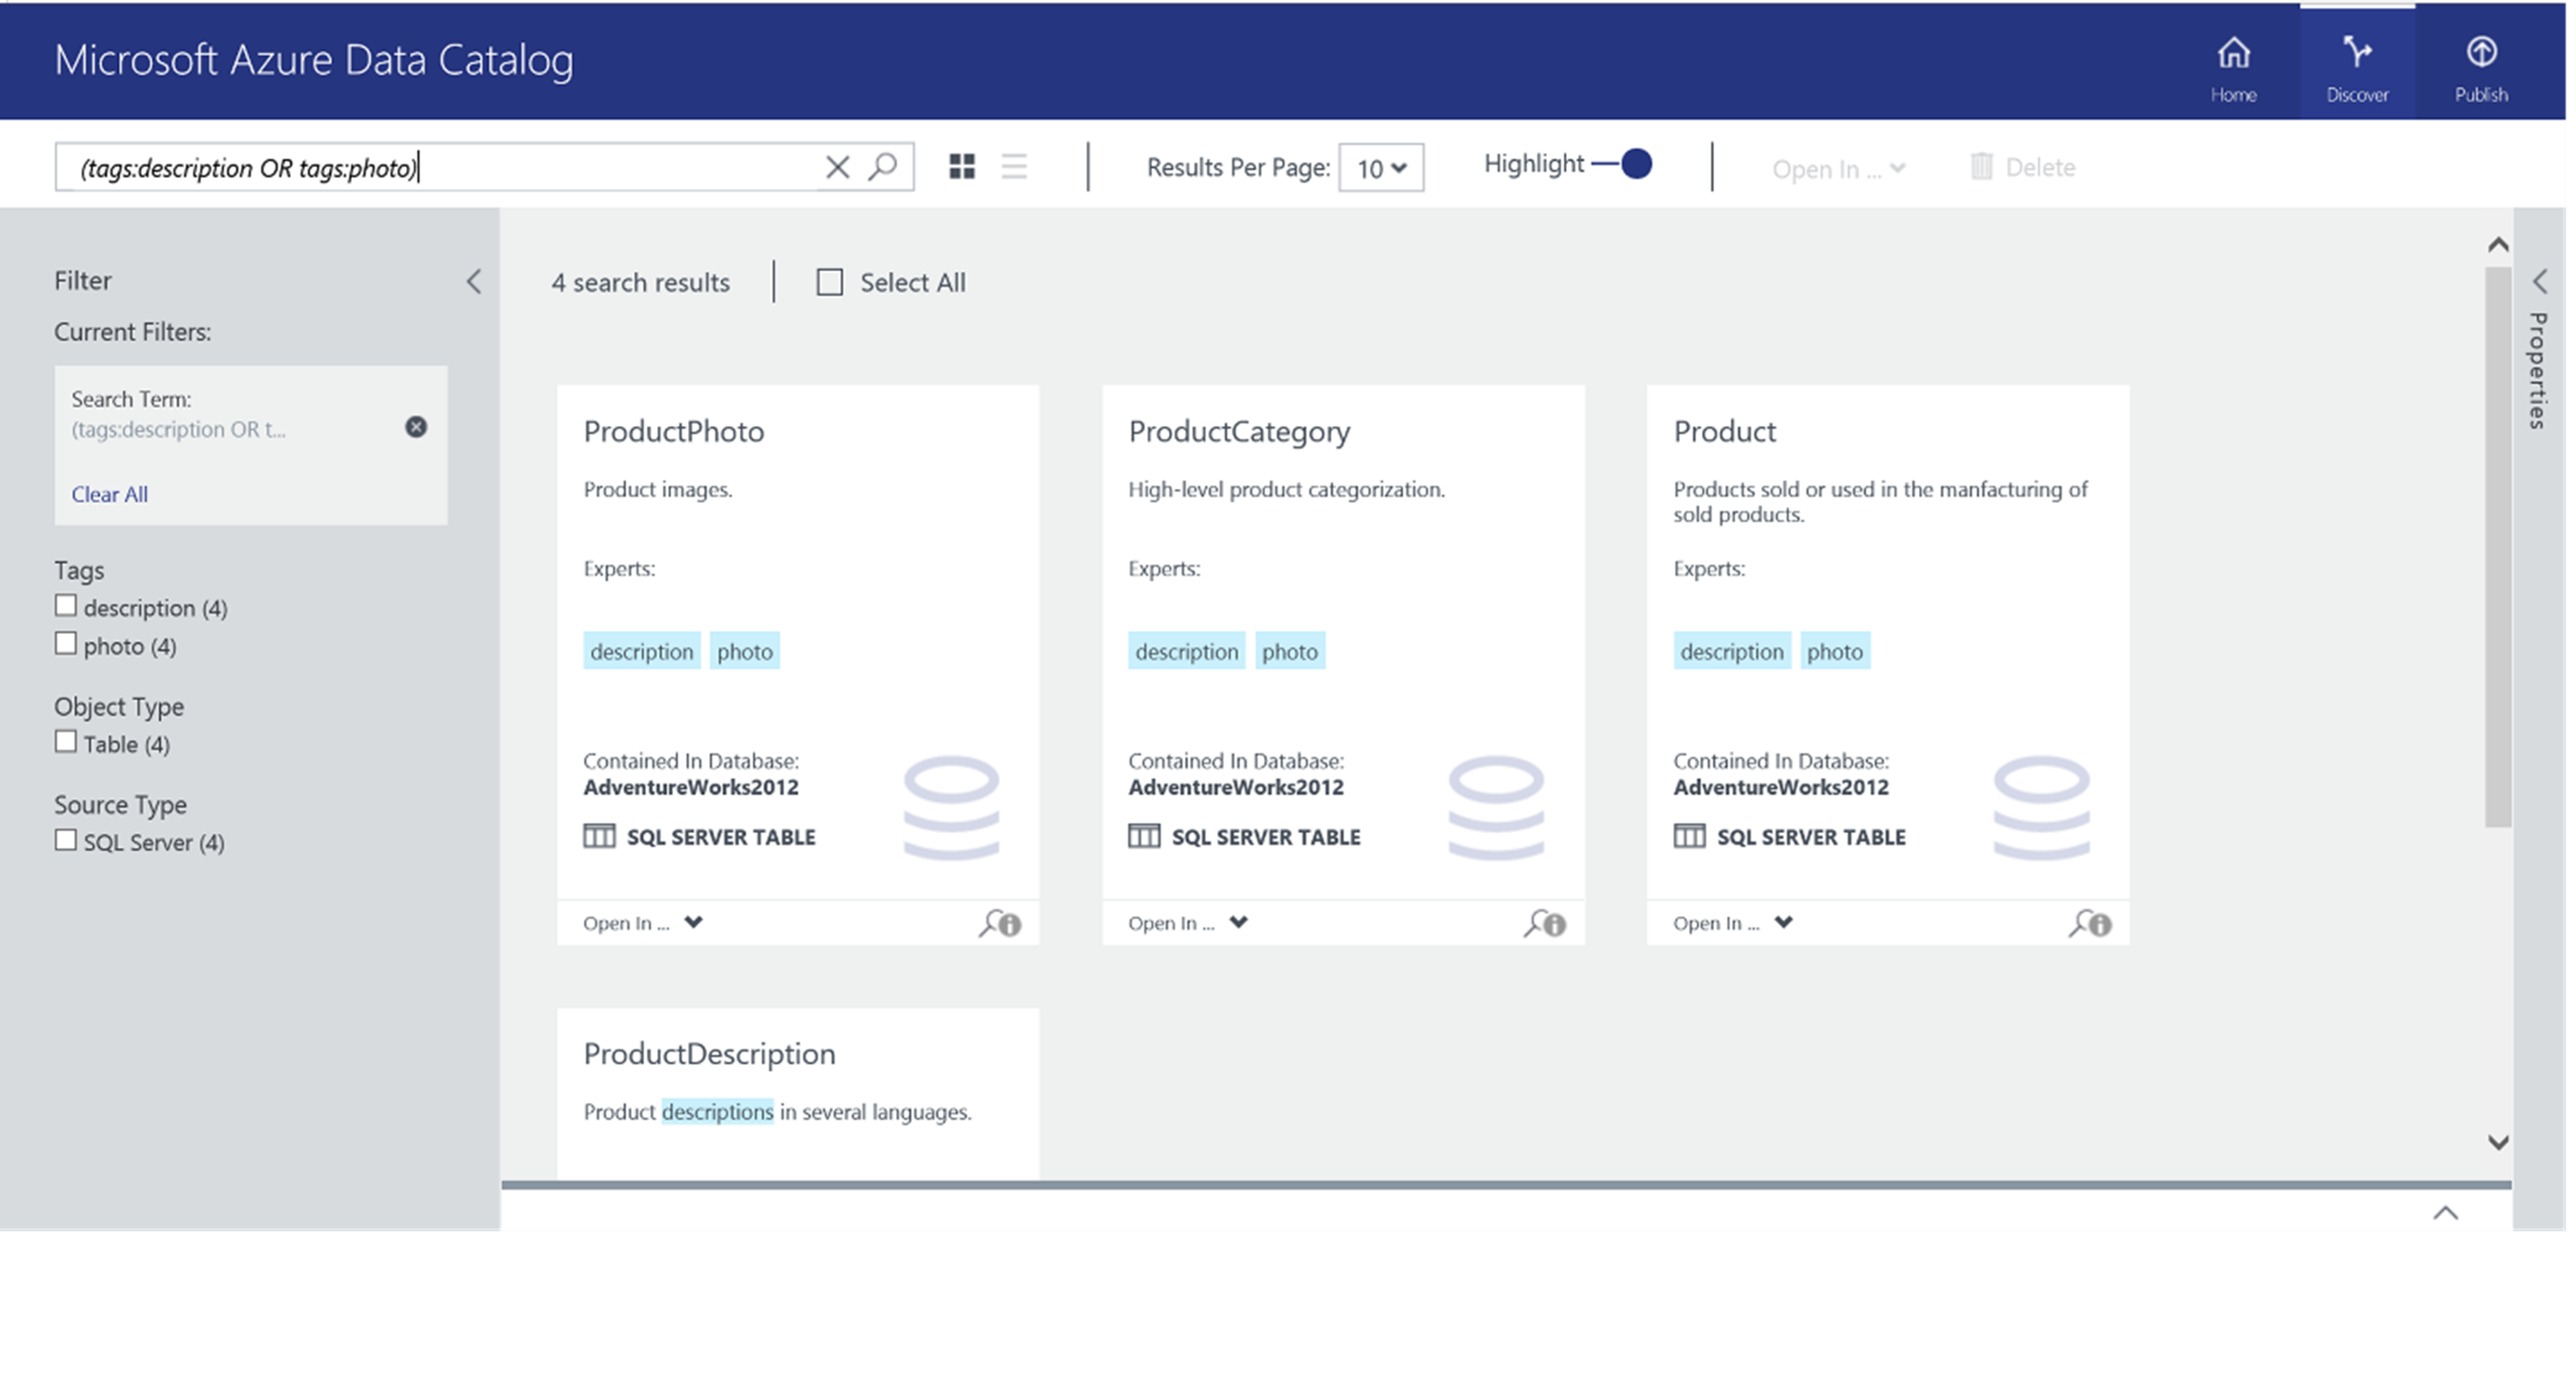 Microsoft Azure Data Catalog
Home
Discover
Publish
(tags:description OR tags:photo)
Results Per Page: 10
Highlight
Open In ...
Delete
Filter
Current Filters:
Search Term:
(tags:description OR t...
Clear All
Tags
description (4)
photo (4)
Object Type
Table (4)
Source Type
SQL Server (4)
4 search results
Select All
ProductPhoto
Product images.
Experts:
description photo
Contained In Database:
AdventureWorks2012
SQL SERVER TABLE
Open In ...
ProductCategory
High-level product categorization.
Experts:
description photo
Contained In Database:
AdventureWorks2012
SQL SERVER TABLE
Open In ...
Product
Products sold or used in the manfacturing of
sold products.
Experts:
description photo
Contained In Database:
AdventureWorks2012
SQL SERVER TABLE
Open In ...
ProductDescription
Product descriptions in several languages.
Properties